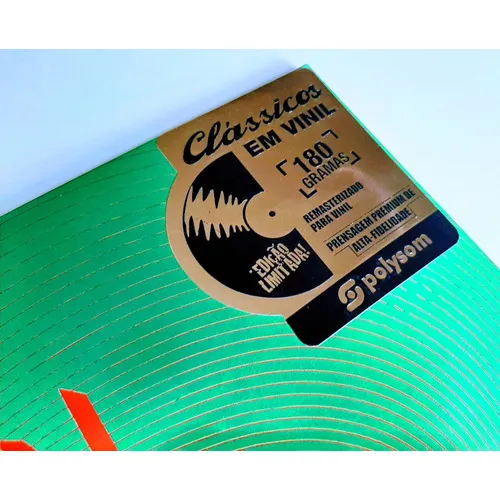 Clássicos
EM VINIL
180
GRAMAS
REMASTERIZADO
PARA VINIL
PRENSAGEM PREMIUM DE
ALTA-FIDELIDADE
¡EDIÇÃO
LIMITADA!
polysom